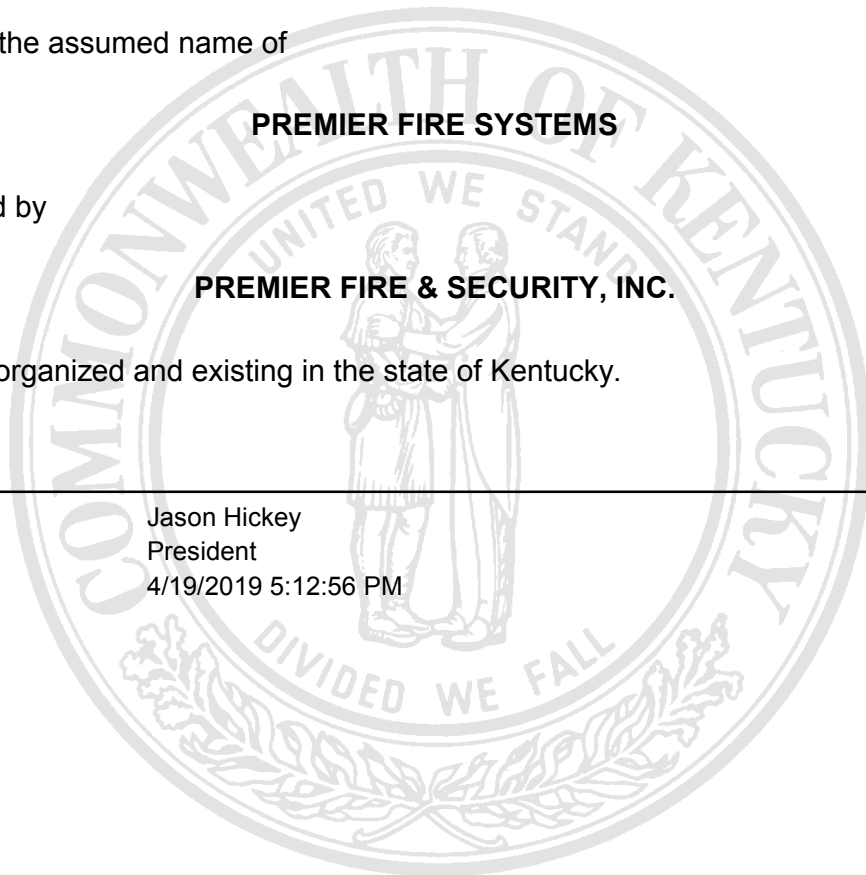 the assumed name of
PREMIER FIRE SYSTEMS
d by
PREMIER FIRE & SECURITY, INC.
organized and existing in the state of Kentucky.
Jason Hickey
President
4/19/2019 5:12:56 PM
COMMONWEALTH OF KENTUCKY
UNITED WE STAND
DIVIDED WE FALL